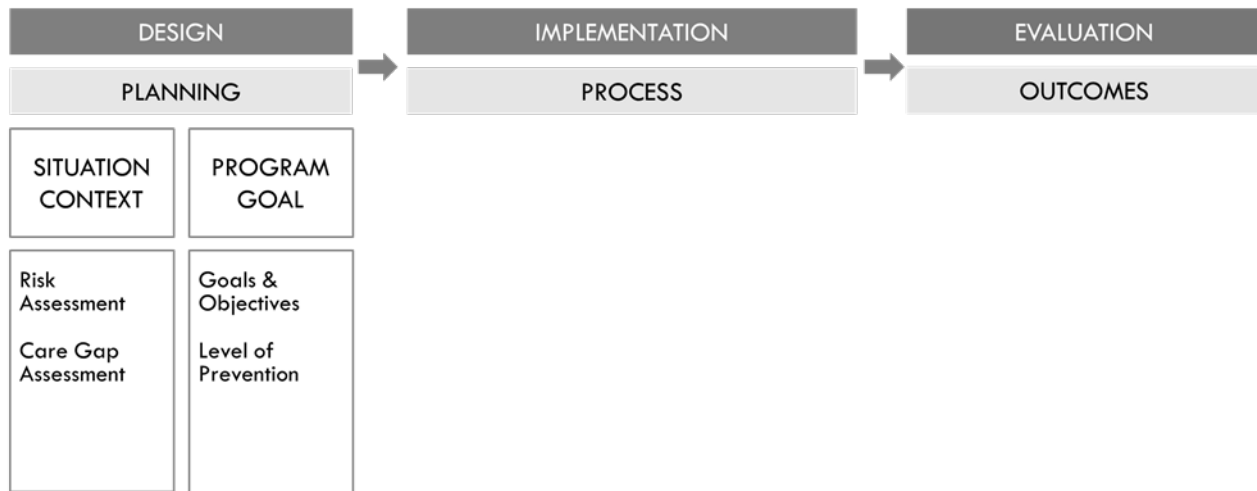 DESIGN
IMPLEMENTATION
EVALUATION
PLANNING
PROCESS
OUTCOMES
SITUATION
CONTEXT
PROGRAM
GOAL
Risk
Assessment
Care Gap
Assessment
Goals &
Objectives
Level of
Prevention